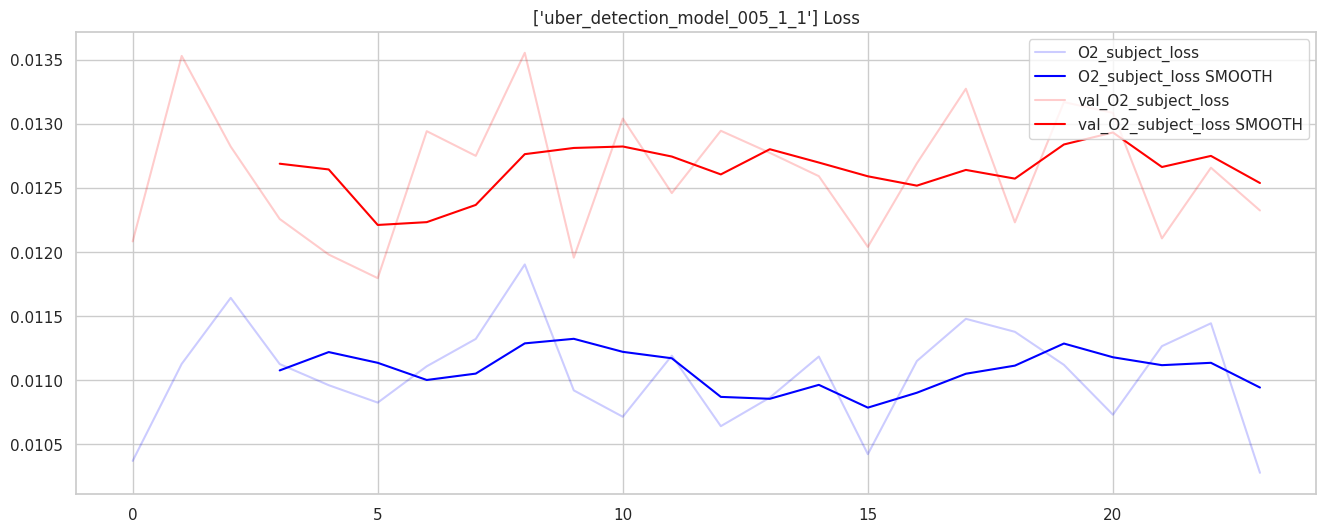 ['uber_detection_model_005_1_1'] Loss
O2_subject_loss
O2_subject_loss SMOOTH
val_O2_subject_loss
val_O2_subject_loss SMOOTH
0.0135
0.0130
0.0125
0.0120
0.0115
0.0110
0.0105
0 5 10 15 20